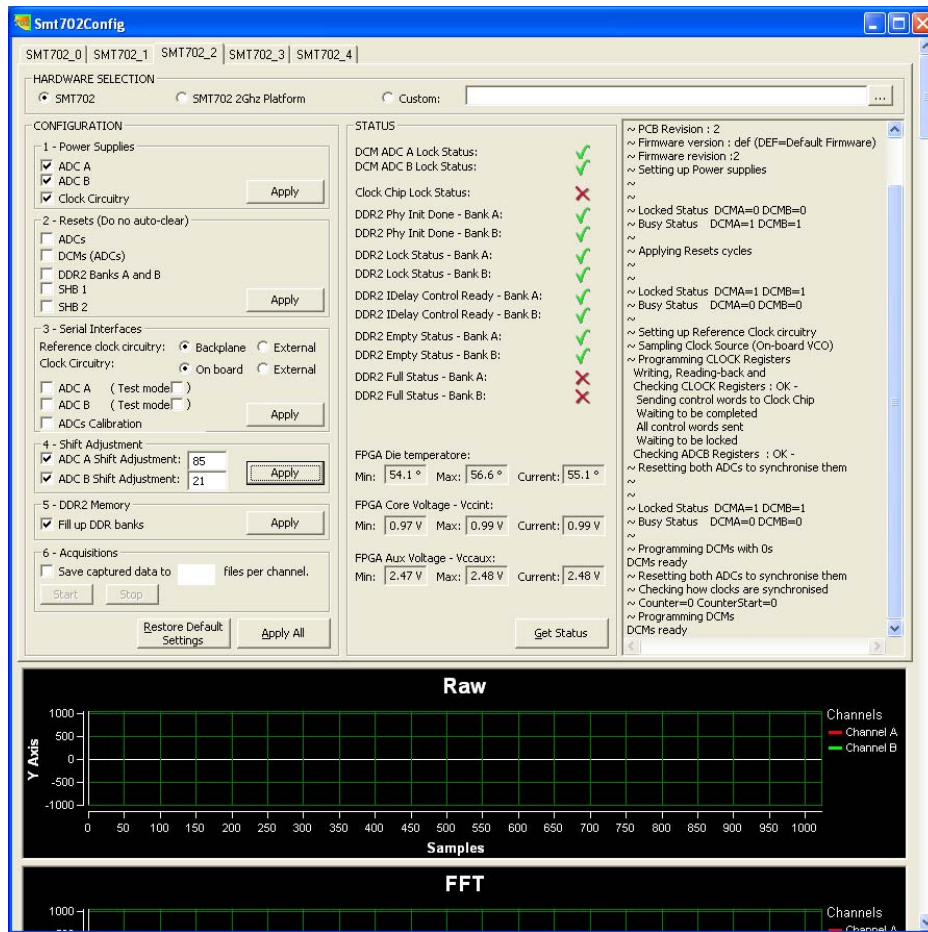 Smt702Config
SMT702_0 SMT702_1 SMT702_2 SMT702_3 SMT702_4
HARDWARE SELECTION
SMT702 SMT702 2Ghz Platform Custom: ...
CONFIGURATION
1 - Power Supplies
ADC A
ADC B
Clock Circuitry
Apply
2 - Resets (Do no auto-clear)
ADCs
DCMs (ADCs)
DDR2 Banks A and B
SHB 1
SHB 2
Apply
3 - Serial Interfaces
Reference clock circuitry: Backplane External
Clock Circuitry: On board External
ADC A ( Test mode )
ADC B ( Test mode )
ADCs Calibration
Apply
4 - Shift Adjustment
ADC A Shift Adjustment: 85
ADC B Shift Adjustment: 21
Apply
5 - DDR2 Memory
Fill up DDR banks Apply
6 - Acquisitions
Save captured data to files per channel.
Start Stop
Restore Default Settings
Apply All
STATUS
DCM ADC A Lock Status:
DCM ADC B Lock Status:
Clock Chip Lock Status:
DDR2 Phy Init Done - Bank A:
DDR2 Phy Init Done - Bank B:
DDR2 Lock Status - Bank A:
DDR2 Lock Status - Bank B:
DDR2 IDelay Control Ready - Bank A:
DDR2 IDelay Control Ready - Bank B:
DDR2 Empty Status - Bank A:
DDR2 Empty Status - Bank B:
DDR2 Full Status - Bank A:
DDR2 Full Status - Bank B:
FPGA Die temperatore:
Min: 54.1 ° Max: 56.6 ° Current: 55.1 °
FPGA Core Voltage - Vccint:
Min: 0.97 V Max: 0.99 V Current: 0.99 V
FPGA Aux Voltage - Vccaux:
Min: 2.47 V Max: 2.48 V Current: 2.48 V
Get Status
~ PCB Revision : 2
~ Firmware version : def (DEF=Default Firmware)
~ Firmware revision :2
~ Setting up Power supplies
~
~
~ Locked Status DCMA=0 DCMB=0
~ Busy Status DCMA=1 DCMB=1
~
~ Applying Resets cycles
~
~
~ Locked Status DCMA=1 DCMB=1
~ Busy Status DCMA=0 DCMB=0
~
~ Setting up Reference Clock circuitry
~ Sampling Clock Source (On-board VCO)
~ Programming CLOCK Registers
Writing, Reading-back and
Checking CLOCK Registers : OK -
Sending control words to Clock Chip
Waiting to be completed
All control words sent
Waiting to be locked
Checking ADCB Registers : OK -
~ Resetting both ADCs to synchronise them
~
~
~ Locked Status DCMA=1 DCMB=1
~ Busy Status DCMA=0 DCMB=0
~
~ Programming DCMs with 0s
DCMs ready
~ Resetting both ADCs to synchronise them
~ Checking how clocks are synchronised
~ Counter=0 CounterStart=0
~ Programming DCMs
DCMs ready
Raw
Y Axis
1000
500
0
-500
-1000
0 50 100 150 200 250 300 350 400 450 500 550 600 650 700 750 800 850 900 950 1000
Samples
Channels
Channel A
Channel B
FFT
1000
Channels
Channel A